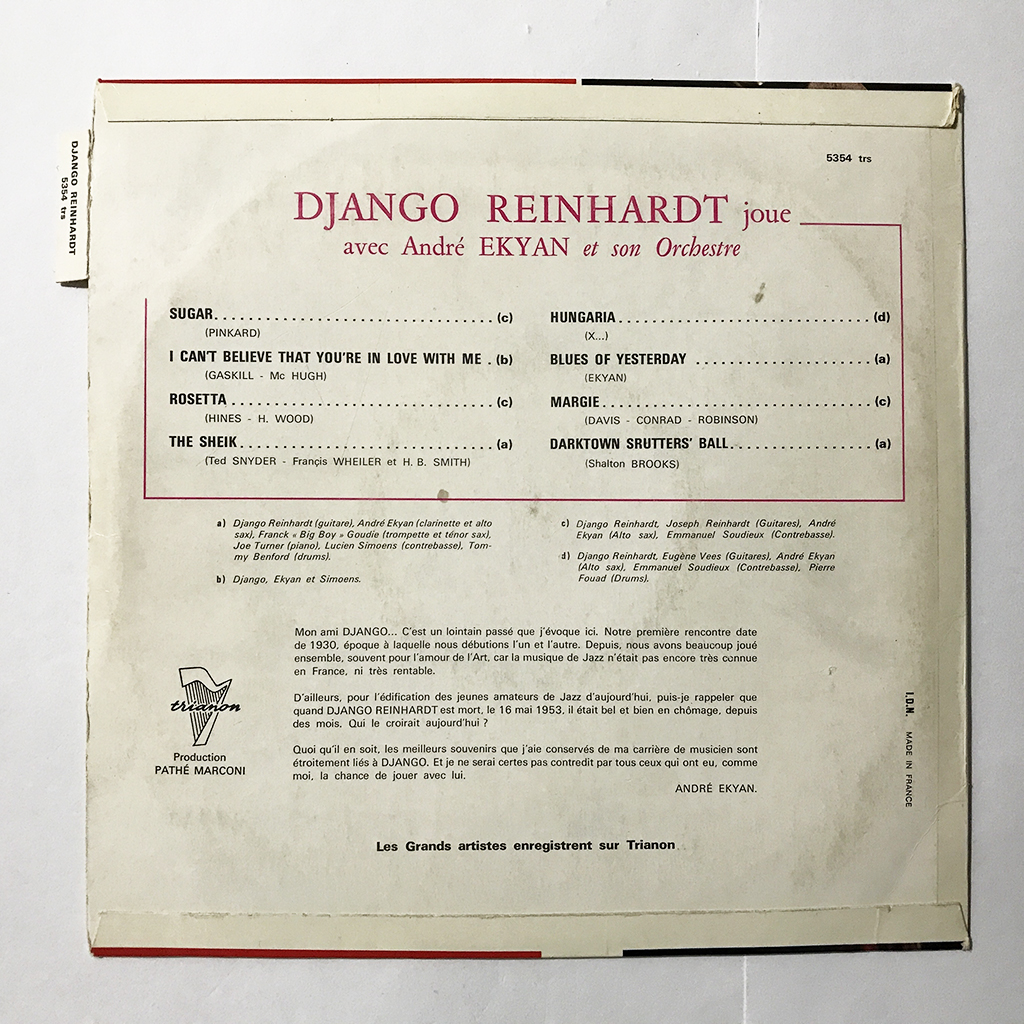 5354 trs
DJANGO REINHARDT
5354 trs
DJANGO REINHARDT joue
avec André EKYAN et son Orchestre
SUGAR. . . . . . . . . . . . . . . . . . . . . . . . . . . . . . . (c)
(PINKARD)
I CAN'T BELIEVE THAT YOU'RE IN LOVE WITH ME . (b)
(GASKILL - Mc HUGH)
ROSETTA . . . . . . . . . . . . . . . . . . . . . . . . . . . . . (c)
(HINES - H. WOOD)
THE SHEIK. . . . . . . . . . . . . . . . . . . . . . . . . . . . (a)
(Ted SNYDER - Françis WHEILER et H. B. SMITH)
HUNGARIA. . . . . . . . . . . . . . . . . . . . . . . . . . . . (d)
(X...)
BLUES OF YESTERDAY . . . . . . . . . . . . . . . . . . . (a)
(EKYAN)
MARGIE. . . . . . . . . . . . . . . . . . . . . . . . . . . . . . (c)
(DAVIS - CONRAD - ROBINSON)
DARKTOWN SRUTTERS' BALL. . . . . . . . . . . . . . . (a)
(Shalton BROOKS)
a) Django Reinhardt (guitare), André Ekyan (clarinette et alto
sax), Franck « Big Boy » Goudie (trompette et ténor sax),
Joe Turner (piano), Lucien Simoens (contrebasse), Tom-
my Benford (drums).
b) Django, Ekyan et Simoens.
c) Django Reinhardt, Joseph Reinhardt (Guitares), André
Ekyan (Alto sax), Emmanuel Soudieux (Contrebasse).
d) Django Reinhardt, Eugène Vees (Guitares), André Ekyan
(Alto sax), Emmanuel Soudieux (Contrebasse), Pierre
Fouad (Drums).
Mon ami DJANGO... C'est un lointain passé que j'évoque ici. Notre première rencontre date
de 1930, époque à laquelle nous débutions l'un et l'autre. Depuis, nous avons beaucoup joué
ensemble, souvent pour l'amour de l'Art, car la musique de Jazz n'était pas encore très connue
en France, ni très rentable.
D'ailleurs, pour l'édification des jeunes amateurs de Jazz d'aujourd'hui, puis-je rappeler que
quand DJANGO REINHARDT est mort, le 16 mai 1953, il était bel et bien en chômage, depuis
des mois. Qui le croirait aujourd'hui ?
Quoi qu'il en soit, les meilleurs souvenirs que j'aie conservés de ma carrière de musicien sont
étroitement liés à DJANGO. Et je ne serai certes pas contredit par tous ceux qui ont eu, comme
moi, la chance de jouer avec lui.
ANDRÉ EKYAN.
trianon
Production
PATHÉ MARCONI
I.D.N. MADE IN FRANCE
Les Grands artistes enregistrent sur Trianon